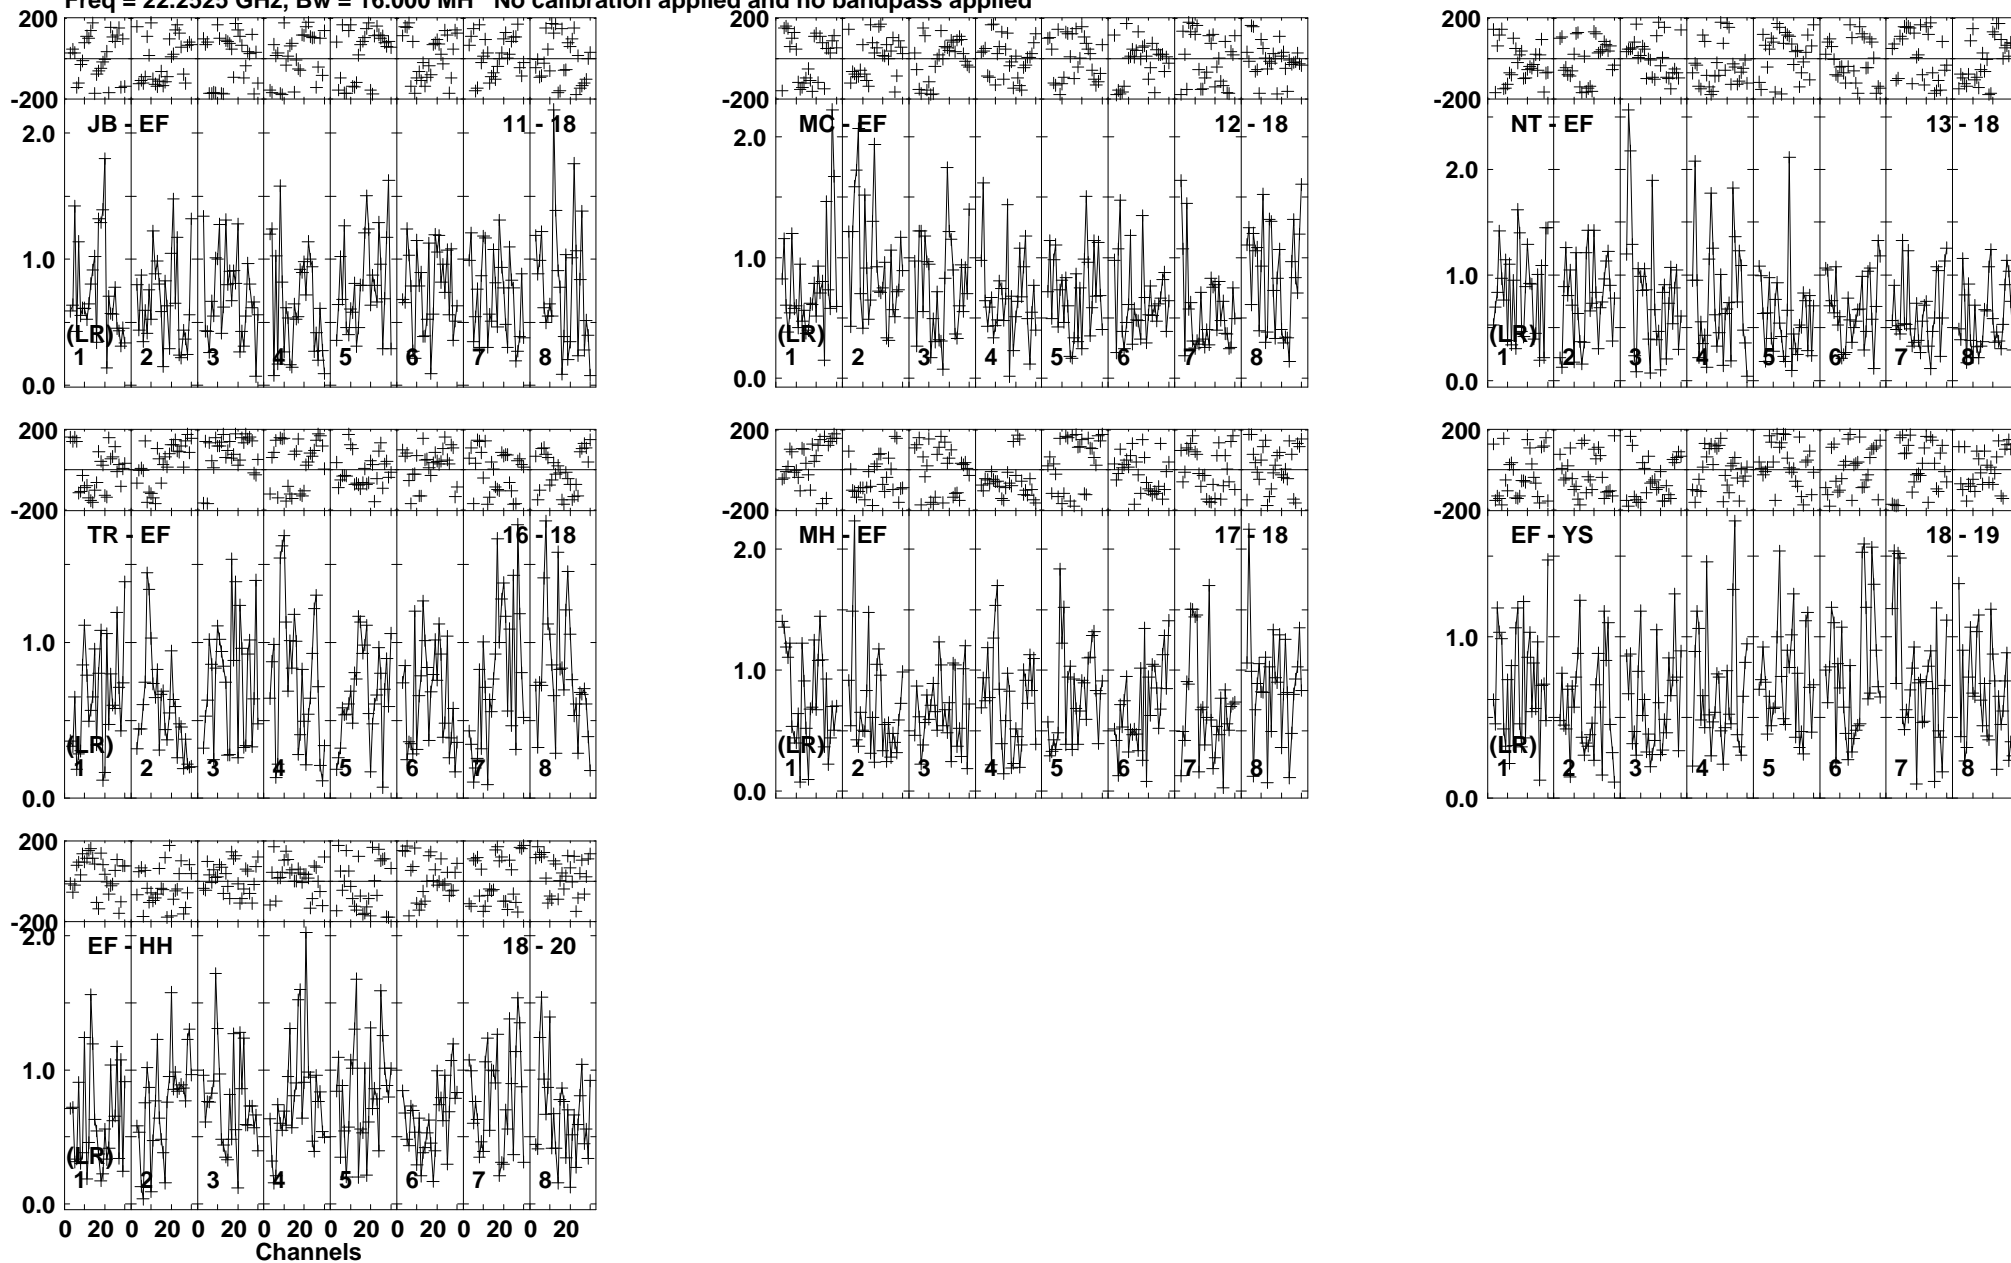 Freq = 22.2525 GHz, Bw = 16.000 MH No calibration applied and no bandpass applied
200 200 200
-200 -200 -200
JB - EF 11 - 18 MC - EF 12 - 18 NT - EF 13 - 18
2.0 2.0 2.0
1.0 1.0 1.0
(LR) (LR) (LR)
1 2 3 4 5 6 7 8 1 2 3 4 5 6 7 8 1 2 3 4 5 6 7 8
0.0 0.0 0.0
200 200 200
-200 -200 -200
TR - EF 16 - 18 MH - EF 17 - 18 EF - YS 18 - 19
2.0
1.0 1.0 1.0
(LR) (LR) (LR)
1 2 3 4 5 6 7 8 1 2 3 4 5 6 7 8 1 2 3 4 5 6 7 8
0.0 0.0 0.0
200
-200
2.0
EF - HH 18 - 20
1.0
(LR)
1 2 3 4 5 6 7 8
0.0
0 20 0 20 0 20 0 20 0 20 0 20 0 20 0 20
Channels